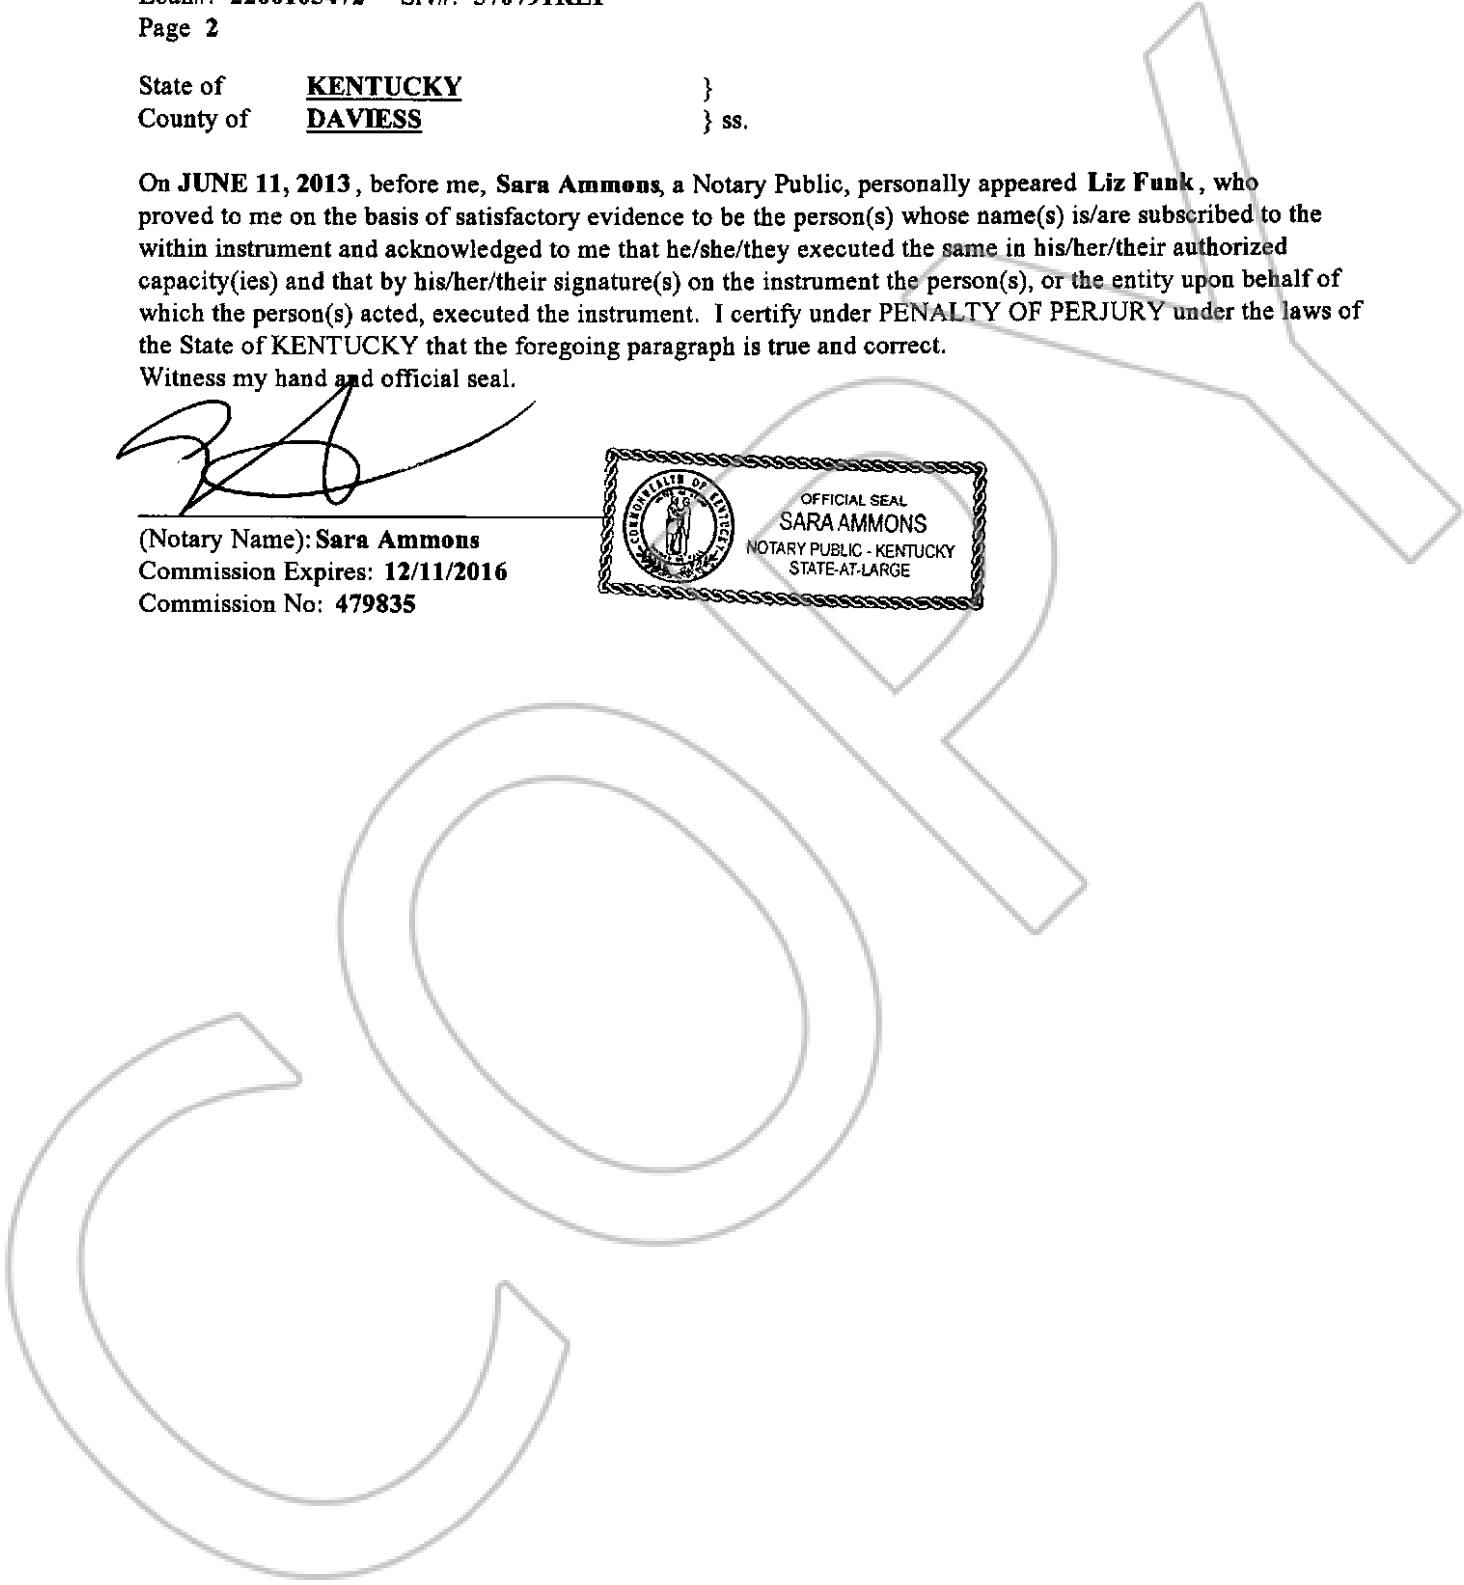 Page 2
State of KENTUCKY }
County of DAVIESS } ss.
On JUNE 11, 2013, before me, Sara Ammons, a Notary Public, personally appeared Liz Funk, who
proved to me on the basis of satisfactory evidence to be the person(s) whose name(s) is/are subscribed to the
within instrument and acknowledged to me that he/she/they executed the same in his/her/their authorized
capacity(ies) and that by his/her/their signature(s) on the instrument the person(s), or the entity upon behalf of
which the person(s) acted, executed the instrument. I certify under PENALTY OF PERJURY under the laws of
the State of KENTUCKY that the foregoing paragraph is true and correct.
Witness my hand and official seal.
(Notary Name): Sara Ammons
Commission Expires: 12/11/2016
Commission No: 479835
COMMONWEALTH OF KENTUCKY
OFFICIAL SEAL
SARA AMMONS
NOTARY PUBLIC - KENTUCKY
STATE-AT-LARGE
COPY